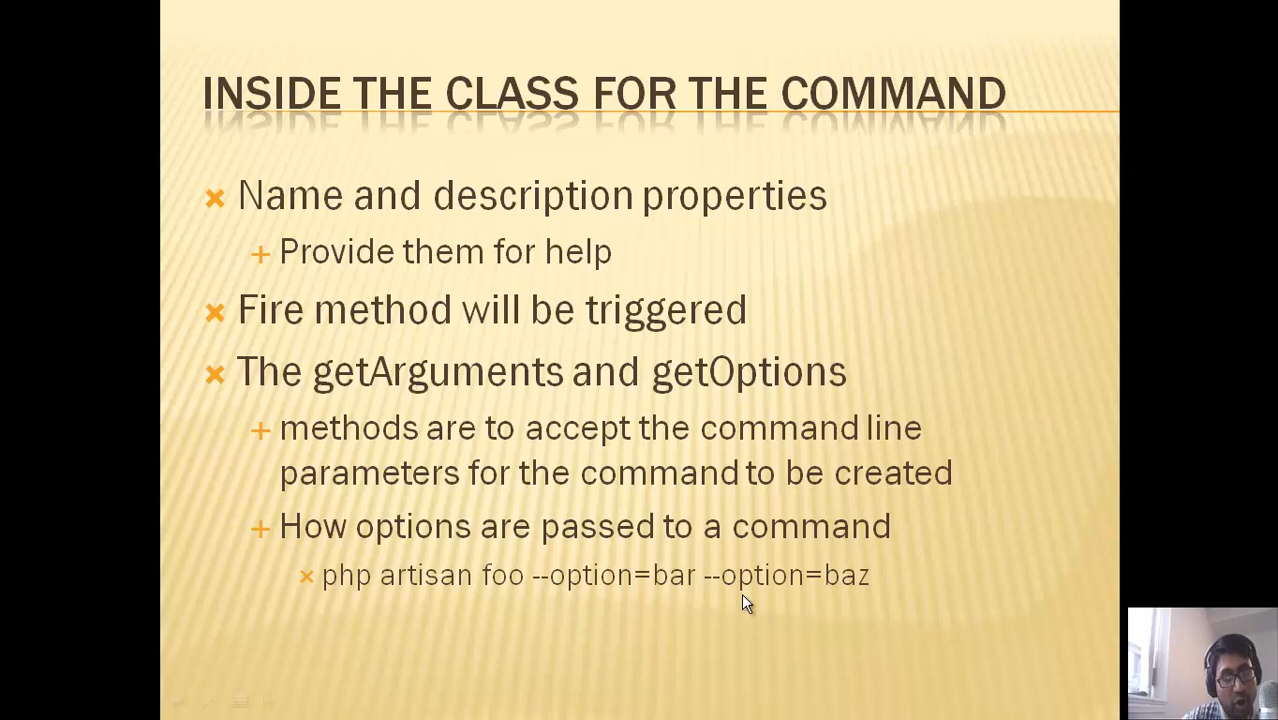 INSIDE THE CLASS FOR THE COMMAND
Name and description properties
Provide them for help
Fire method will be triggered
The getArguments and getOptions
methods are to accept the command line
parameters for the command to be created
How options are passed to a command
php artisan foo --option=bar --option=baz